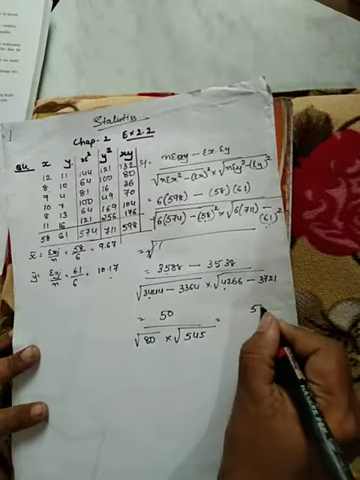 Statistics
Chap. 2 Ex 2.2
Q4 x y x² y² xy
12 11 144 121 132
8 10 64 100 80
9 4 81 16 36
10 7 100 49 70
8 13 64 169 104
11 16 121 256 176
58 61 574 711 598
r = nΣxy - Σx.Σy / √nΣx² - (Σx)² × √nΣy² - (Σy)²
= 6(598) - (58)(61) / √6(574) - (58)² × √6(711) - (61)²
x̄ = Σxi/n = 58/6 = 9.67
ȳ = Σyi/n = 61/6 = 10.17
= √
= 3588 - 3538 / √3444 - 3364 × √4266 - 3721
= 50 / √80 × √545 = 5